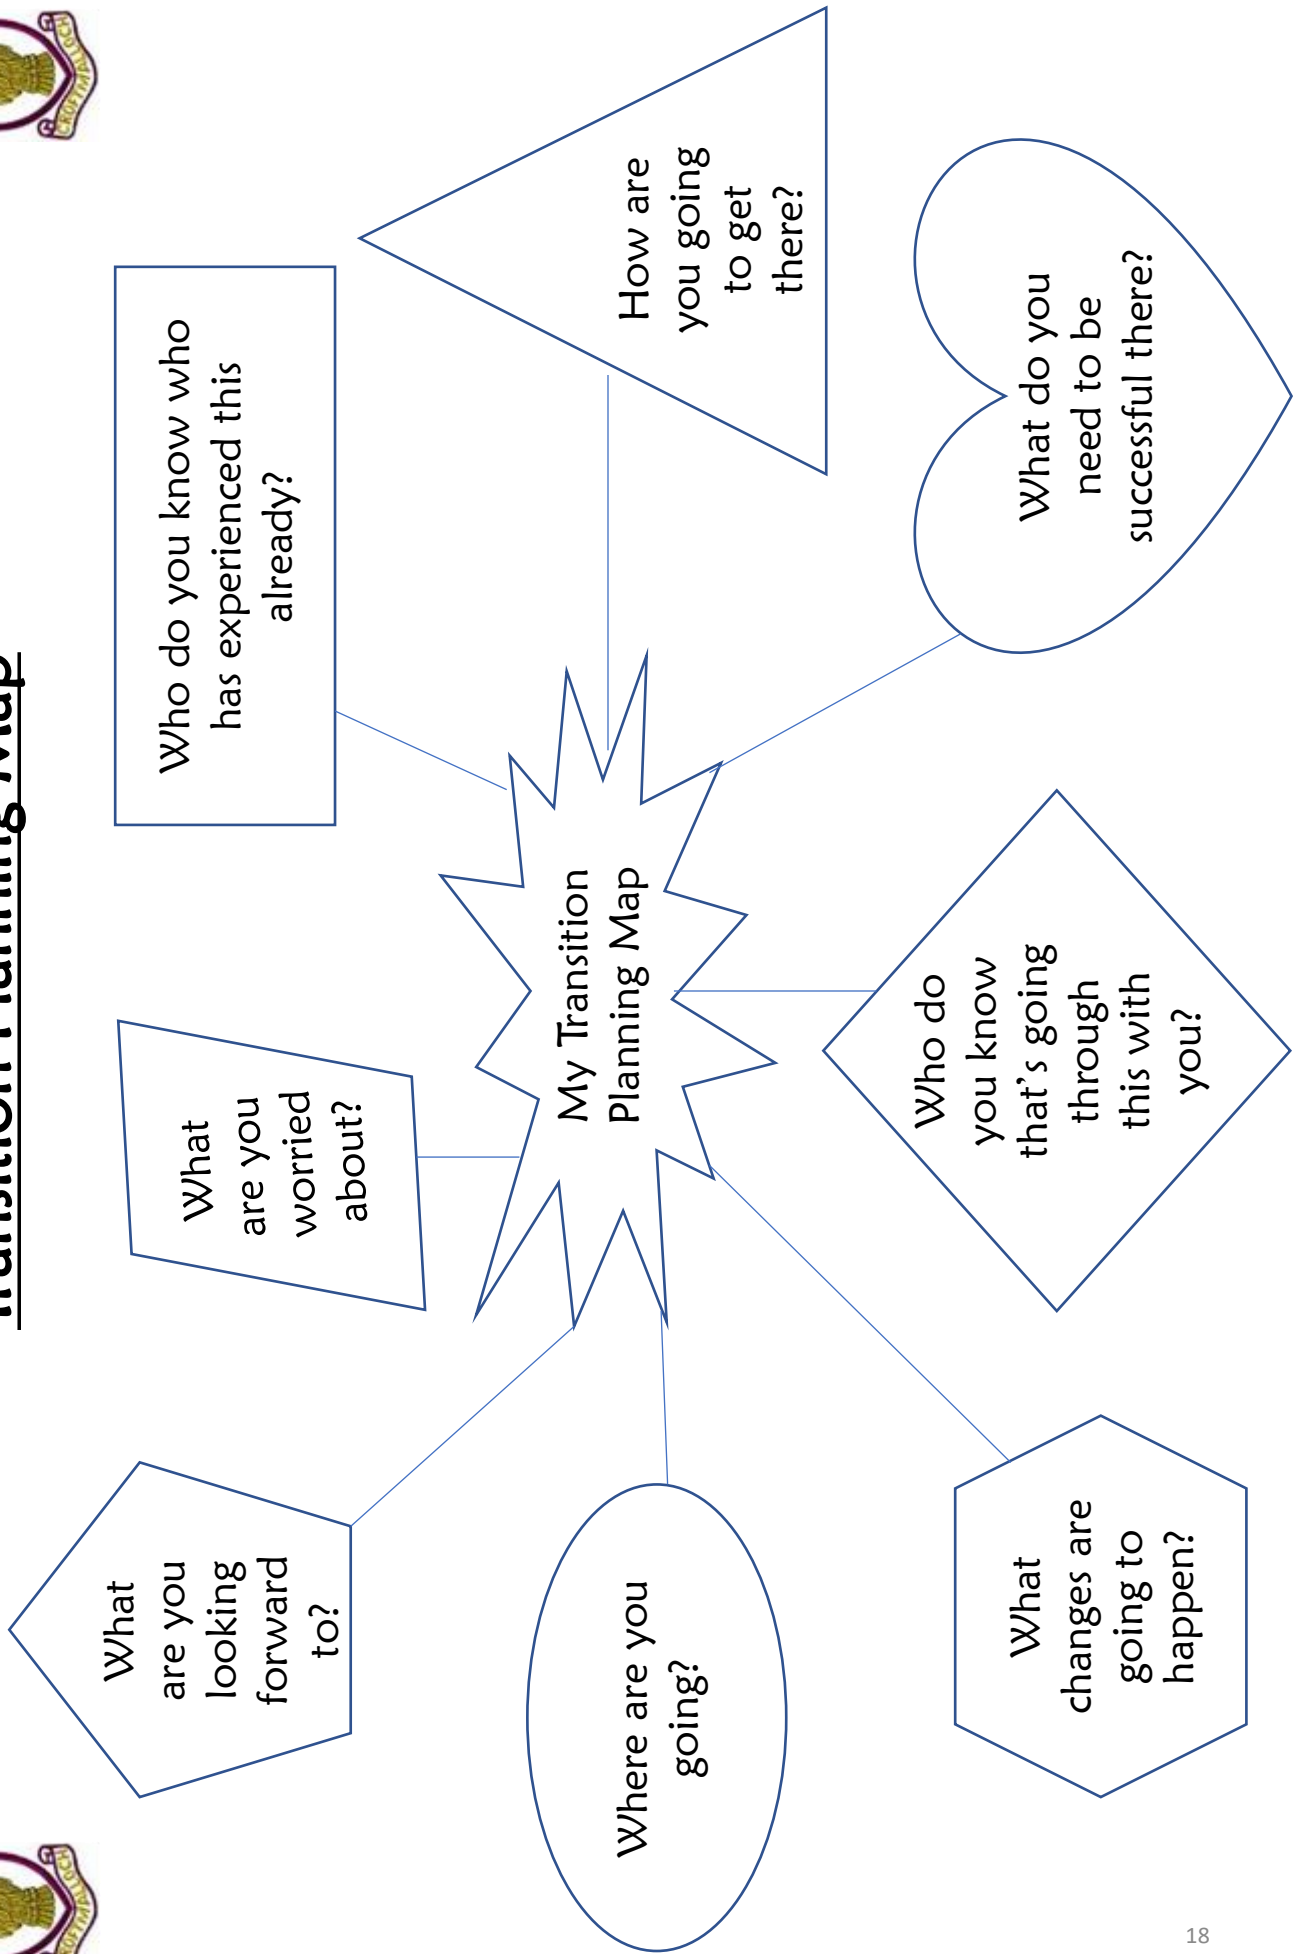 Transition Planning Map
CROFTMALLOCH
CROFTMALLOCH
What
are you
looking
forward
to?
What
are you
worried
about?
Who do you know who
has experienced this
already?
Where are you
going?
My Transition
Planning Map
How are
you going
to get
there?
What
changes are
going to
happen?
Who do
you know
that's going
through
this with
you?
What do you
need to be
successful there?
18